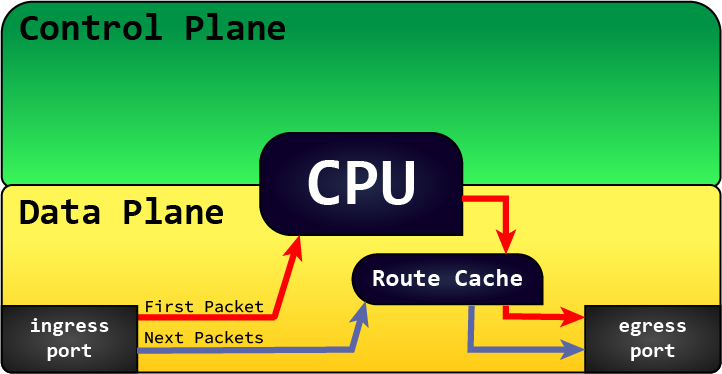 Control Plane
CPU
Data Plane
Route Cache
First Packet
Next Packets
ingress
port
egress
port